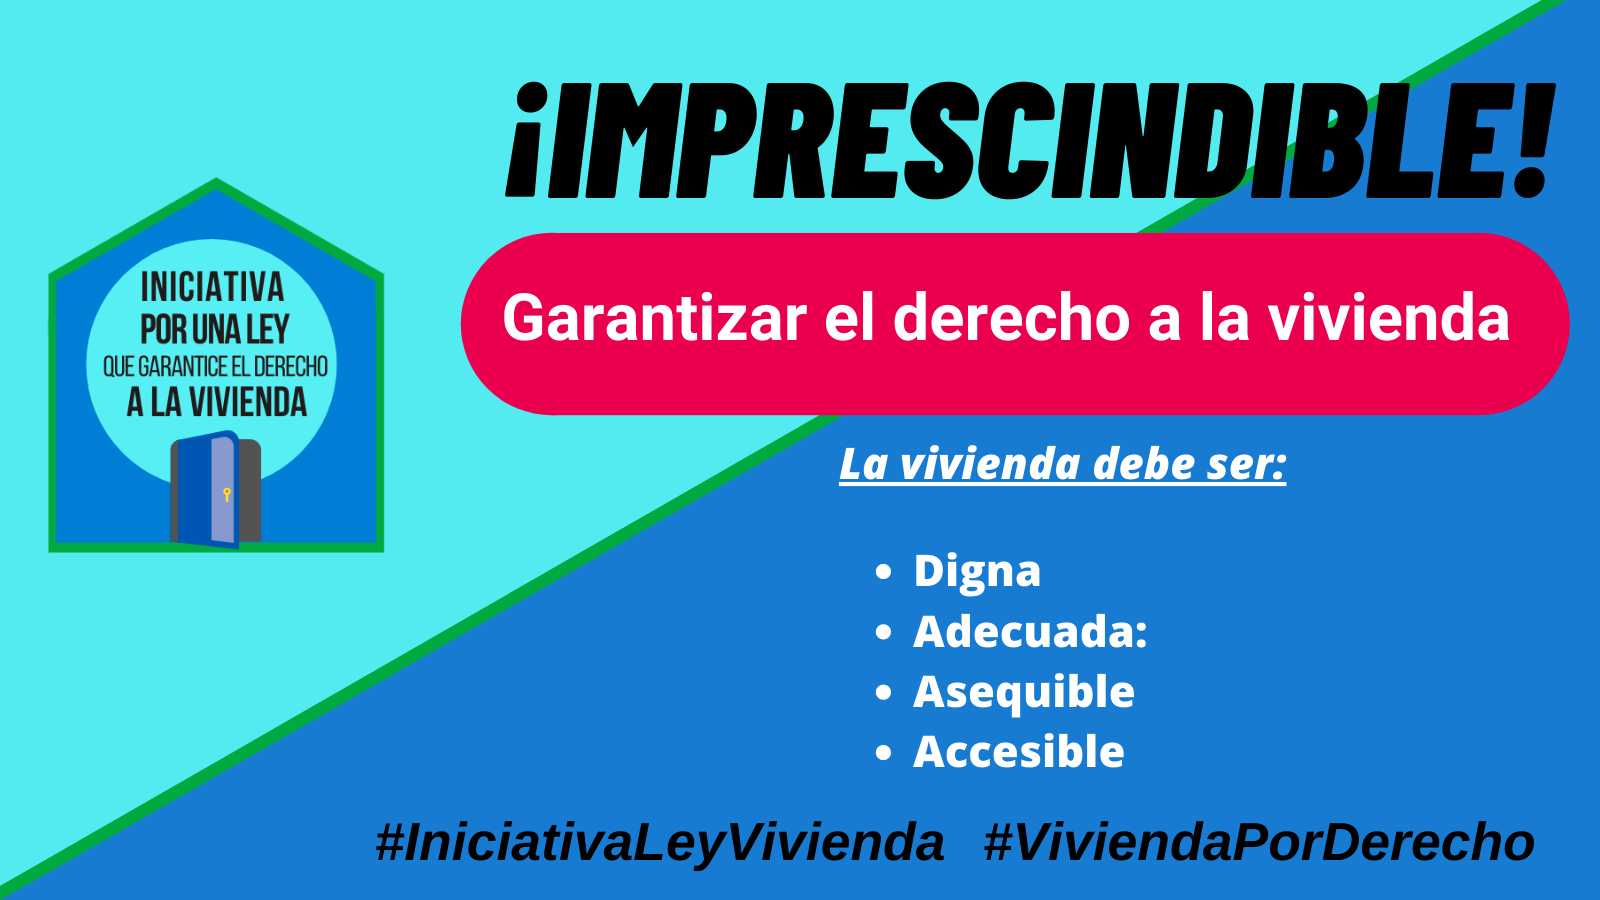 ¡IMPRESCINDIBLE!
INICIATIVA
POR UNA LEY
QUE GARANTICE EL DERECHO
A LA VIVIENDA
Garantizar el derecho a la vivienda
La vivienda debe ser:
• Digna
• Adecuada:
• Asequible
• Accesible
#IniciativaLeyVivienda #ViviendaPorDerecho